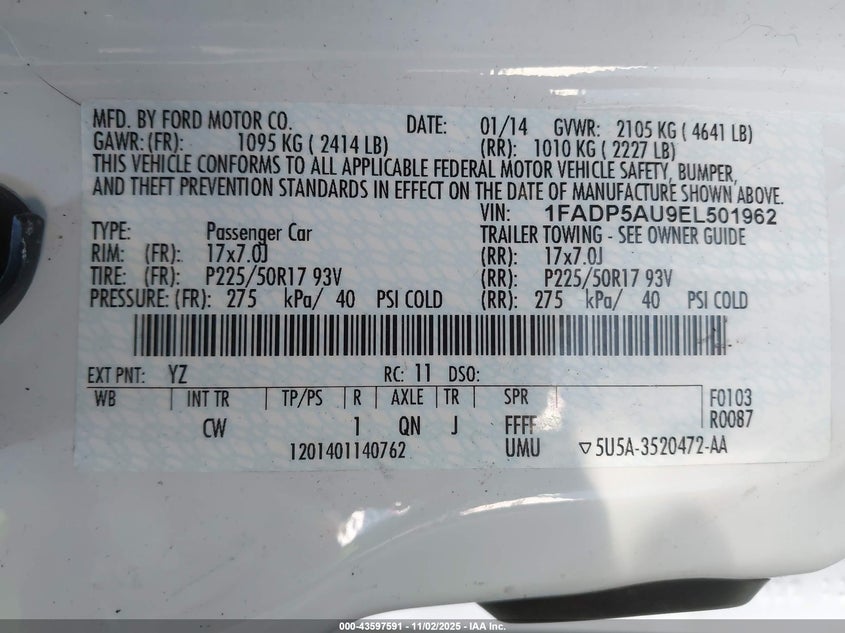 MFD. BY FORD MOTOR CO. DATE: 01/14 GVWR: 2105 KG ( 4641 LB)
GAWR: (FR): 1095 KG ( 2414 LB) (RR): 1010 KG ( 2227 LB)
THIS VEHICLE CONFORMS TO ALL APPLICABLE FEDERAL MOTOR VEHICLE SAFETY, BUMPER,
AND THEFT PREVENTION STANDARDS IN EFFECT ON THE DATE OF MANUFACTURE SHOWN ABOVE.
VIN: 1FADP5AU9EL501962
TYPE: Passenger Car TRAILER TOWING - SEE OWNER GUIDE
RIM: (FR): 17x7.0J (RR): 17x7.0J
TIRE: (FR): P225/50R17 93V (RR): P225/50R17 93V
PRESSURE: (FR): 275 kPa/ 40 PSI COLD (RR): 275 kPa/ 40 PSI COLD
EXT PNT: YZ RC: 11 DSO:
WB INT TR TP/PS R AXLE TR SPR F0103
CW 1 QN J FFFF R0087
1201401140762 UMU ▽5U5A-3520472-AA
000-43597591 - 11/02/2025 - IAA, Inc.